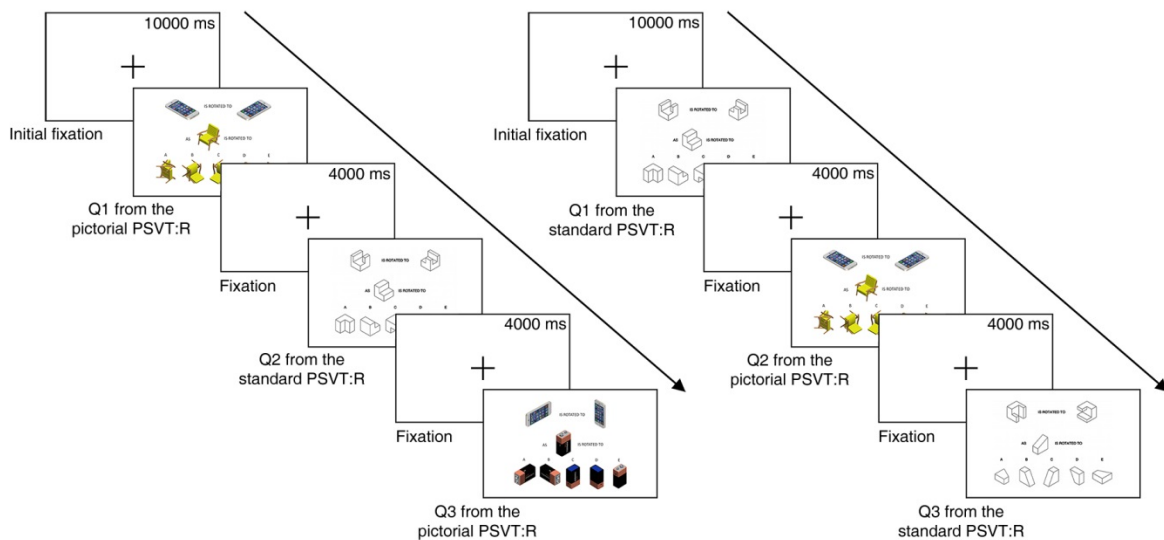 10000 ms
Initial fixation
IS ROTATED TO
AS IS ROTATED TO
A B C D E
Q1 from the
pictorial PSVT:R
4000 ms
Fixation
IS ROTATED TO
AS IS ROTATED TO
A B C D E
Q2 from the
standard PSVT:R
4000 ms
Fixation
IS ROTATED TO
AS IS ROTATED TO
A B C D E
Q3 from the
pictorial PSVT:R
10000 ms
Initial fixation
IS ROTATED TO
AS IS ROTATED TO
A B C D E
Q1 from the
standard PSVT:R
4000 ms
Fixation
IS ROTATED TO
AS IS ROTATED TO
A B C D E
Q2 from the
pictorial PSVT:R
4000 ms
Fixation
IS ROTATED TO
AS IS ROTATED TO
A B C D E
Q3 from the
standard PSVT:R